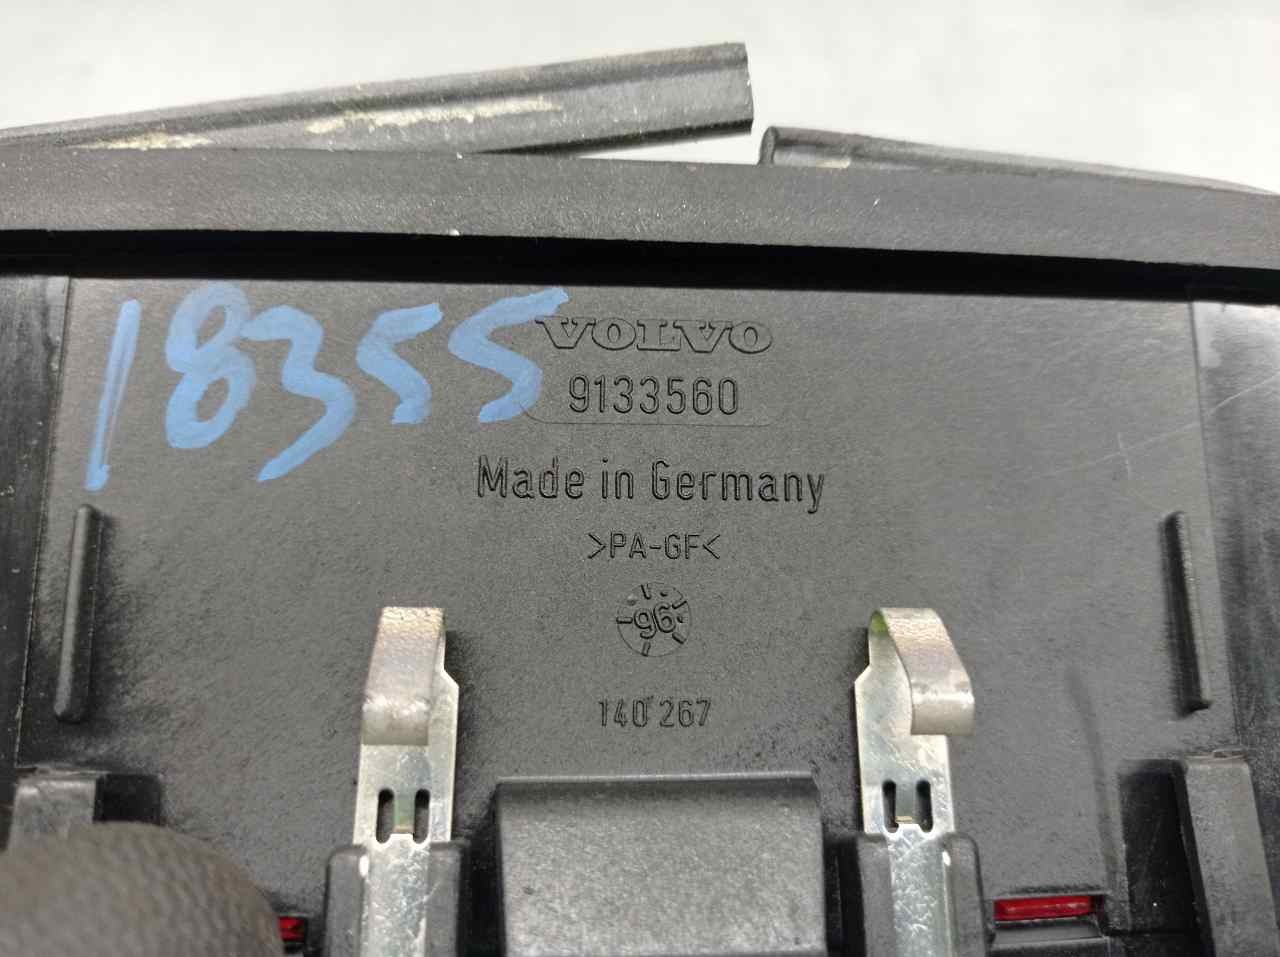 18355
VOLVO
9133560
Made in Germany
>PA-GF<
96
140 267